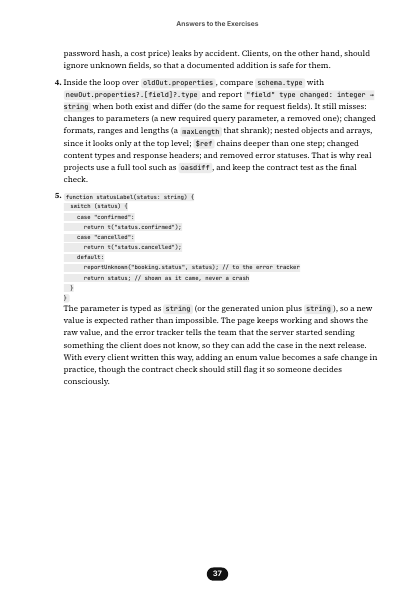 Answers to the Exercises
password hash, a cost price) leaks by accident. Clients, on the other hand, should
ignore unknown fields, so that a documented addition is safe for them.
4. Inside the loop over oldOut.properties, compare schema.type with
newOut.properties?.[field]?.type and report "field" type changed: integer →
string when both exist and differ (do the same for request fields). It still misses:
changes to parameters (a new required query parameter, a removed one); changed
formats, ranges and lengths (a maxLength that shrank); nested objects and arrays,
since it looks only at the top level; $ref chains deeper than one step; changed
content types and response headers; and removed error statuses. That is why real
projects use a full tool such as oasdiff, and keep the contract test as the final
check.
5. function statusLabel(status: string) {
switch (status) {
case "confirmed":
return t("status.confirmed");
case "cancelled":
return t("status.cancelled");
default:
reportUnknown("booking.status", status); // to the error tracker
return status; // shown as it came, never a crash
}
}
The parameter is typed as string (or the generated union plus string), so a new
value is expected rather than impossible. The page keeps working and shows the
raw value, and the error tracker tells the team that the server started sending
something the client does not know, so they can add the case in the next release.
With every client written this way, adding an enum value becomes a safe change in
practice, though the contract check should still flag it so someone decides
consciously.
37